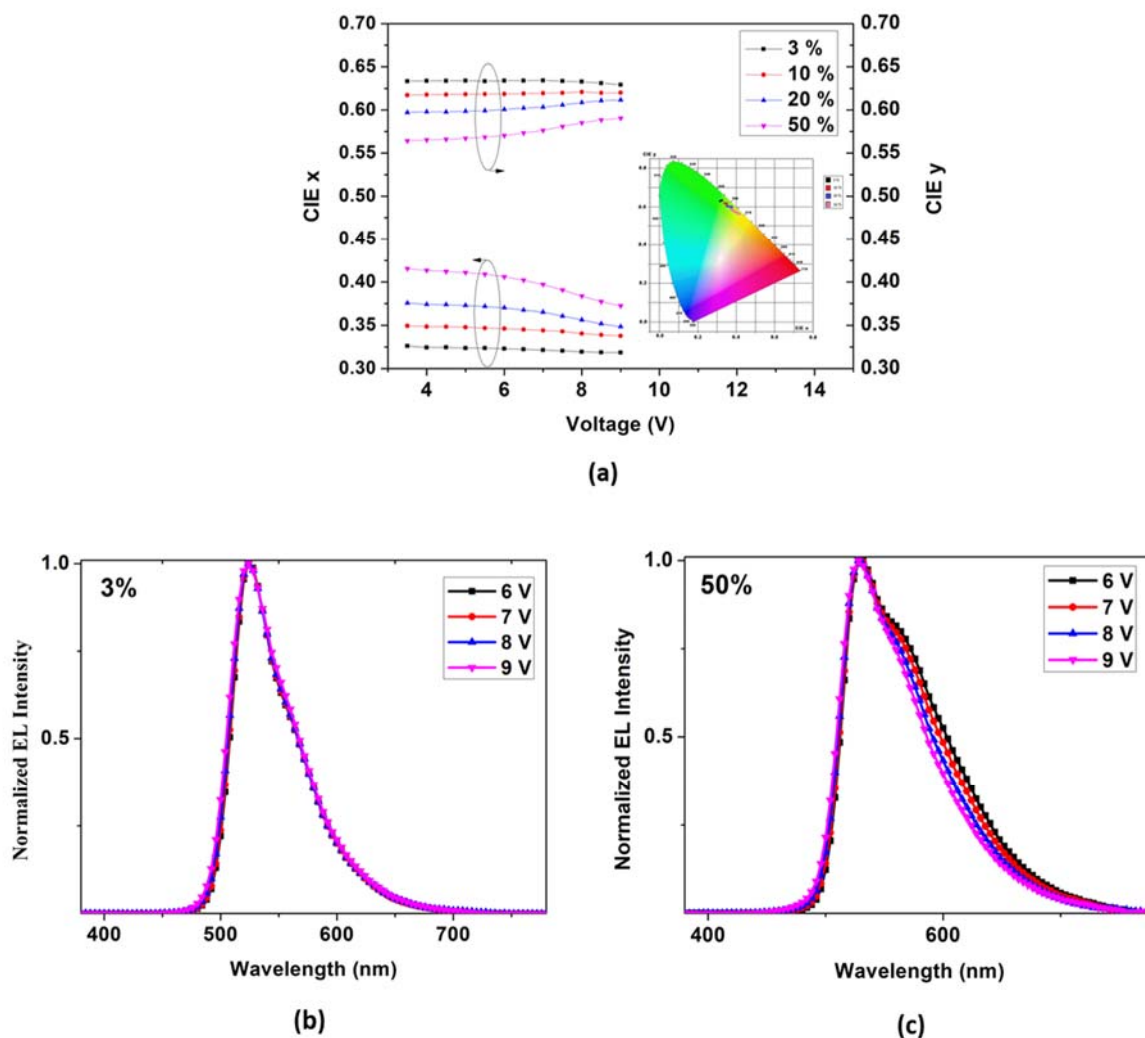 0.70
0.65
0.60
0.55
0.50
0.45
0.40
0.35
0.30
CIE x
0.70
0.65
0.60
0.55
0.50
0.45
0.40
0.35
0.30
CIE y
3 %
10 %
20 %
50 %
CIE y
CIE x
4 6 8 10 12 14
Voltage (V)
(a)
3%
1.0
0.5
Normalized EL Intensity
6 V
7 V
8 V
9 V
400 500 600 700
Wavelength (nm)
(b)
50%
1.0
0.5
Normalized EL Intensity
6 V
7 V
8 V
9 V
400 600
Wavelength (nm)
(c)